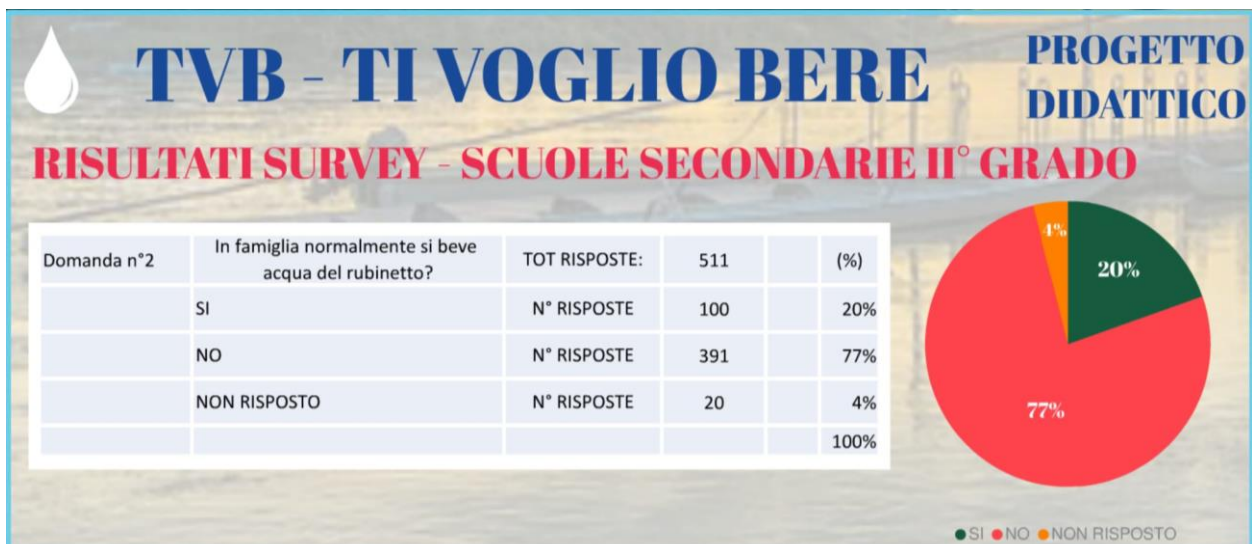 TVB - TI VOGLIO BERE
PROGETTO
DIDATTICO
RISULTATI SURVEY - SCUOLE SECONDARIE II° GRADO
Domanda n°2 In famiglia normalmente si beve acqua del rubinetto? TOT RISPOSTE: 511 (%)
SI N° RISPOSTE 100 20%
NO N° RISPOSTE 391 77%
NON RISPOSTO N° RISPOSTE 20 4%
100%
4%
20%
77%
SI NO NON RISPOSTO